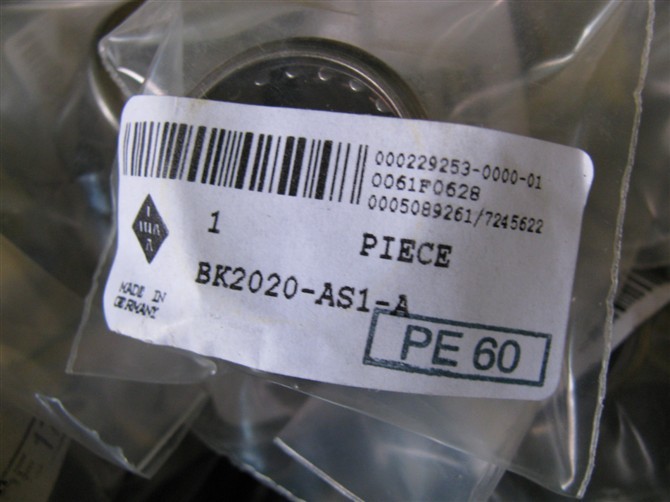 000229253-0000-01
0061F0628
0005089261/7245622
1 PIECE
BK2020-AS1-A
MADE IN
GERMANY
PE 60